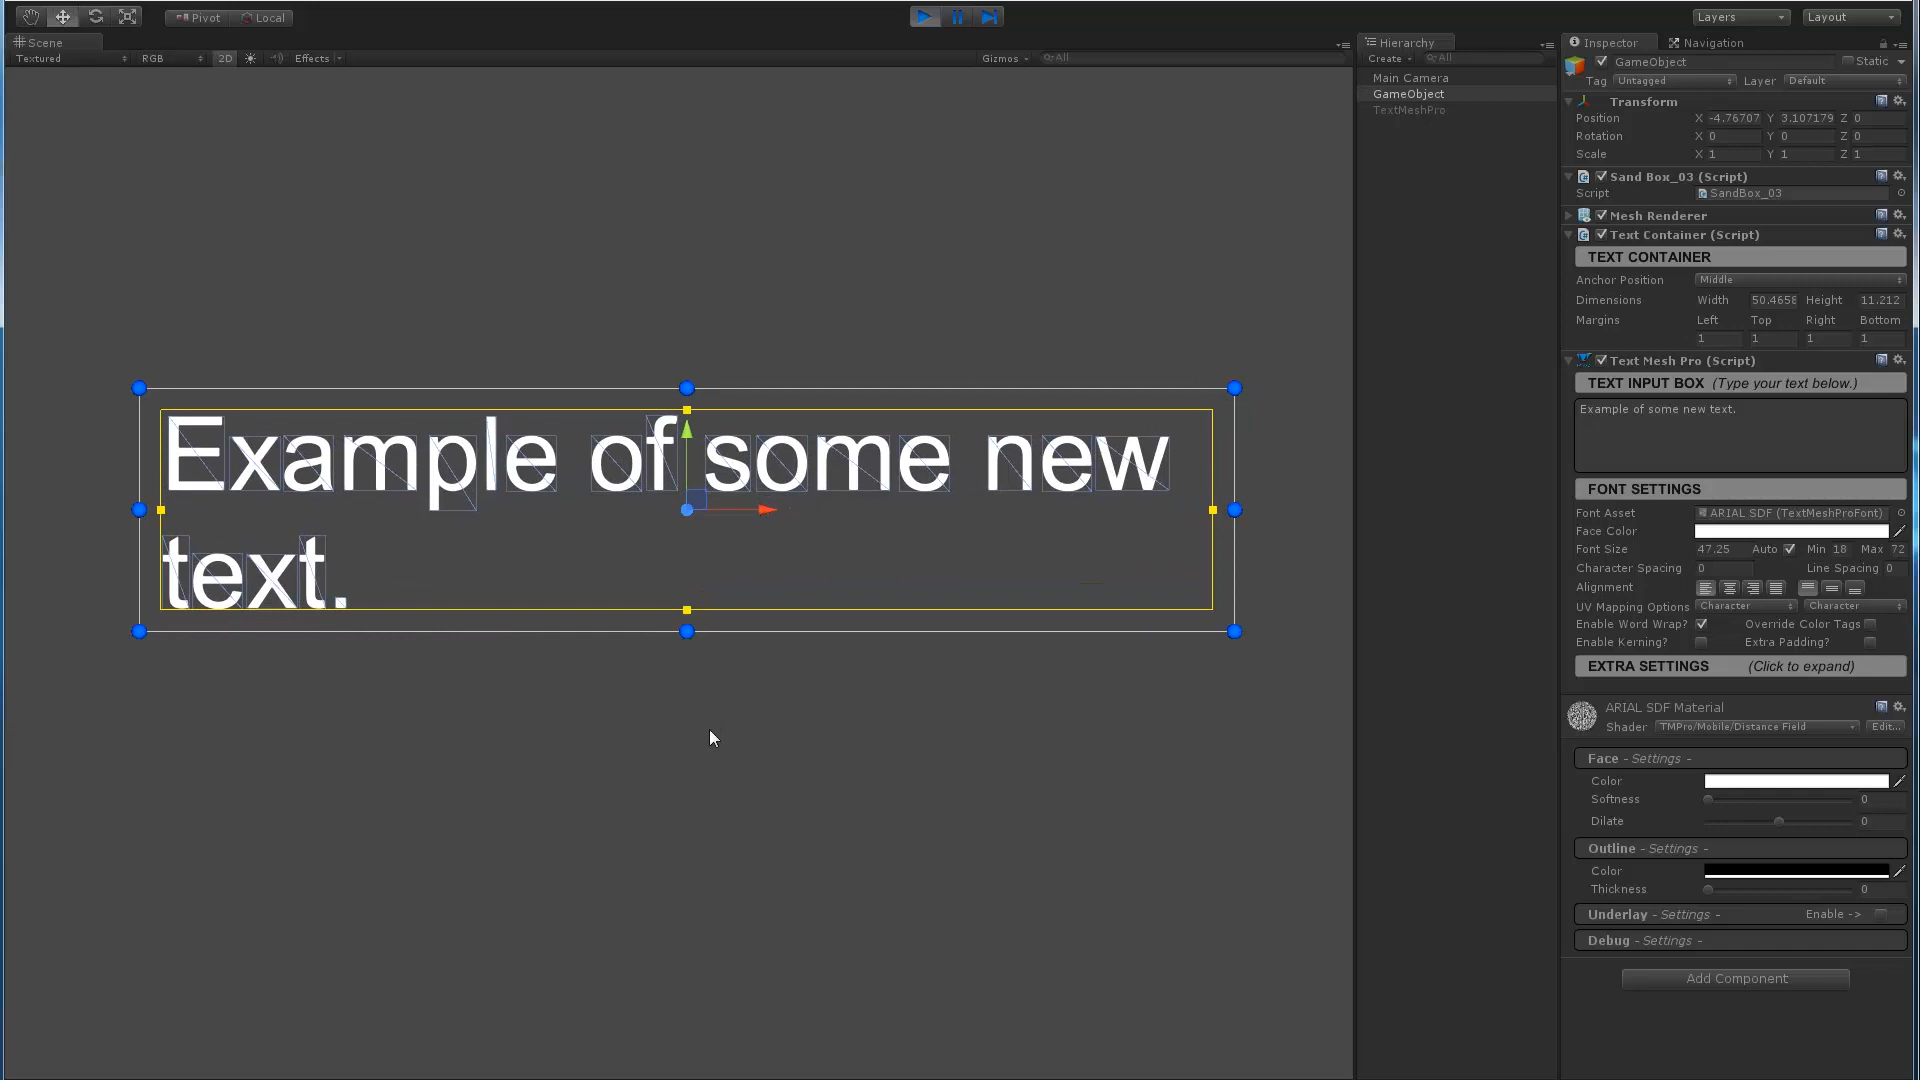 Pivot Local Layers Layout
Scene Hierarchy Inspector Navigation
Textured RGB 2D Effects Gizmos All Create All
GameObject Static
Tag Untagged Layer Default
Main Camera
GameObject
TextMeshPro
Transform
Position X -4.76707 Y 3.107179 Z 0
Rotation X 0 Y 0 Z 0
Scale X 1 Y 1 Z 1
Sand Box_03 (Script)
Script SandBox_03
Mesh Renderer
Text Container (Script)
TEXT CONTAINER
Anchor Position Middle
Dimensions Width 50.4658 Height 11.212
Margins Left Top Right Bottom
1 1 1 1
Text Mesh Pro (Script)
TEXT INPUT BOX (Type your text below.)
Example of some new text.
Example of some new
text.
FONT SETTINGS
Font Asset ARIAL SDF (TextMeshProFont)
Face Color
Font Size 47.25 Auto Min 18 Max 72
Character Spacing 0 Line Spacing 0
Alignment
UV Mapping Options Character Character
Enable Word Wrap? Override Color Tags
Enable Kerning? Extra Padding?
EXTRA SETTINGS (Click to expand)
ARIAL SDF Material
Shader TMPro/Mobile/Distance Field Edit...
Face - Settings -
Color
Softness 0
Dilate 0
Outline - Settings -
Color
Thickness 0
Underlay - Settings - Enable ->
Debug - Settings -
Add Component